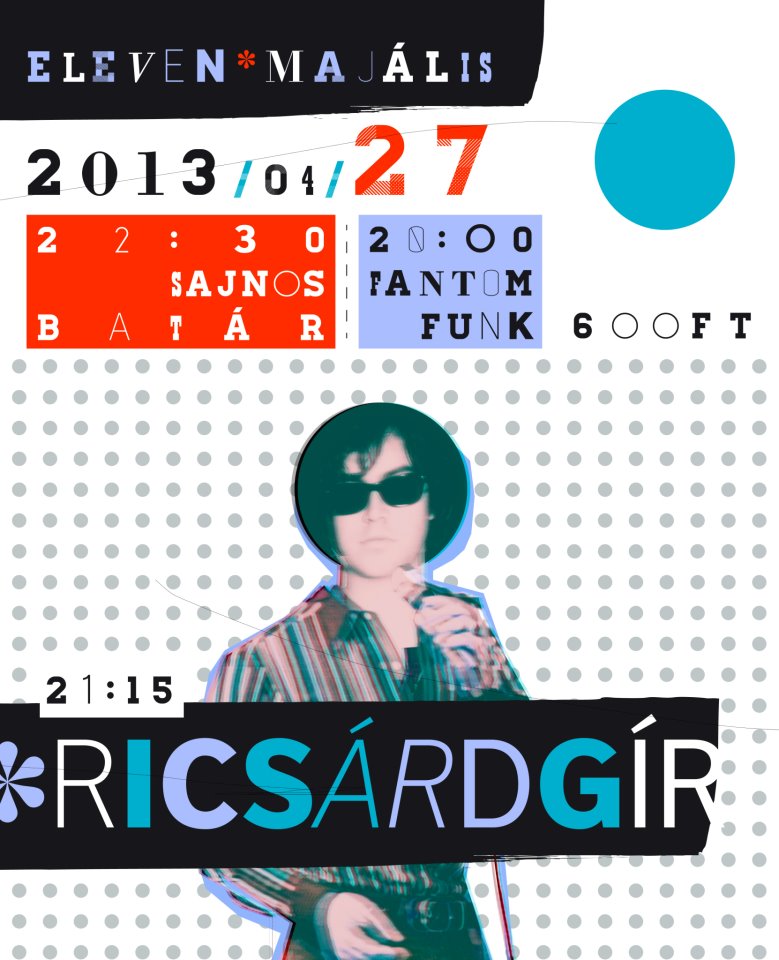 ELEVEN*MAJÁLIS
2013/04/27
22:30
SAJNOS
BATÁR
20:00
FANTOM
FUNK
600FT
21:15
*RICSÁRDGÍR